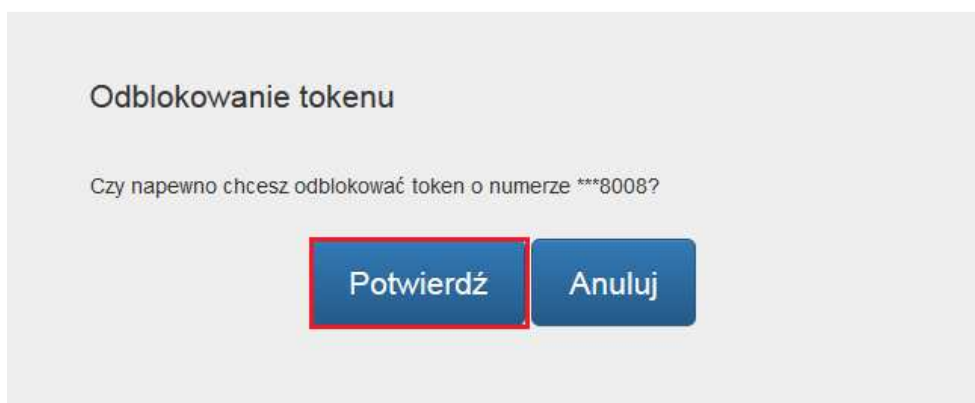 Odblokowanie tokenu
Czy napewno chcesz odblokować token o numerze ***8008?
Potwierdź Anuluj